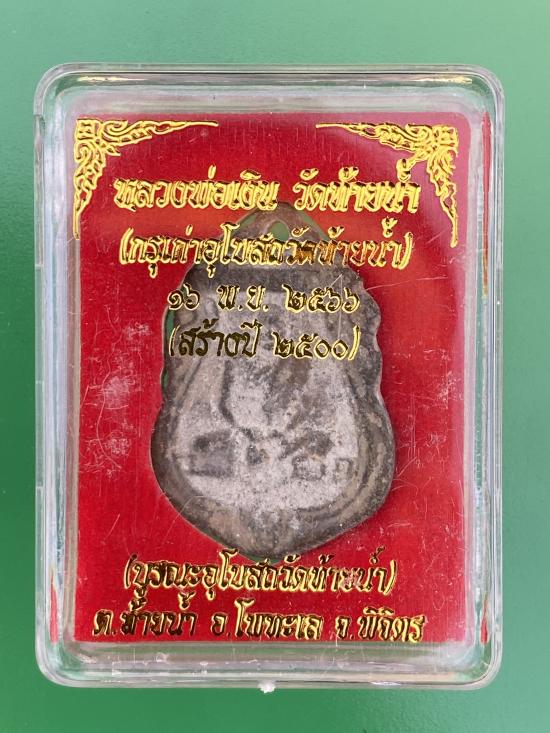 หลวงพ่อเงิน วัดท้ายน้ำ
(กรุเก่าอุโบสถวัดท้ายน้ำ)
๑๖ พ.ย. ๒๕๖๖
(สร้างปี ๒๕๐๐)
(บูรณะอุโบสถวัดท้ายน้ำ)
ต.ท้ายน้ำ อ.โพทะเล จ.พิจิตร